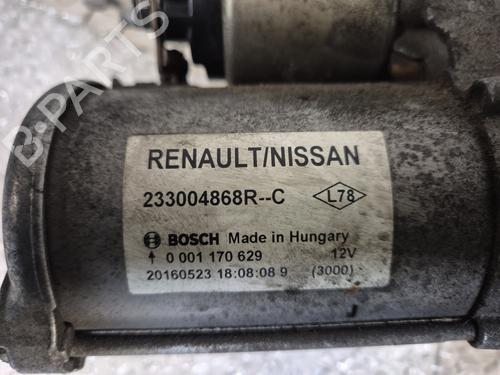 RENAULT/NISSAN
233004868R--C L78
BOSCH Made in Hungary
0 001 170 629 12V
20160523 18:08:08 9 (3000)
B-PARTS